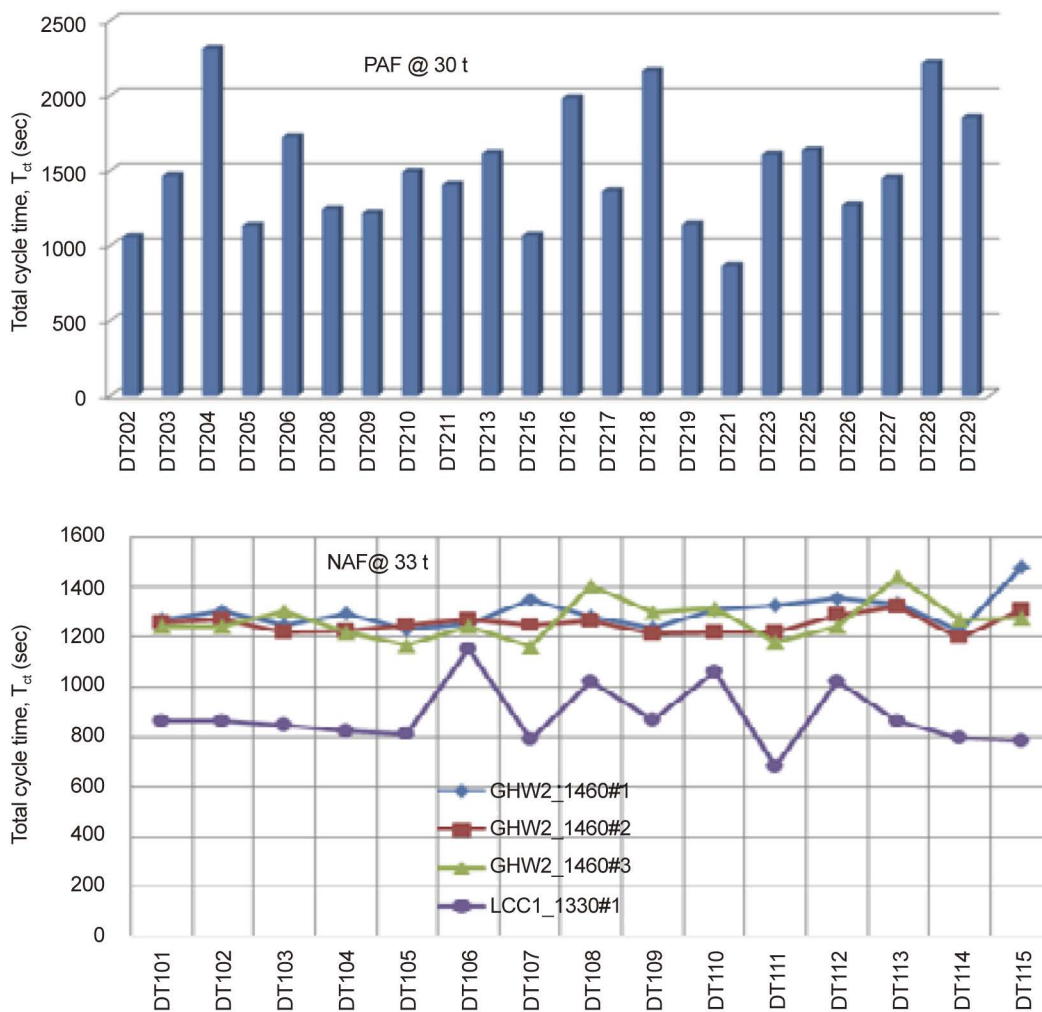 2500
PAF @ 30 t
2000
1500
1000
500
0
Total cycle time, Tct (sec)
DT202
DT203
DT204
DT205
DT206
DT208
DT209
DT210
DT211
DT213
DT215
DT216
DT217
DT218
DT219
DT221
DT223
DT225
DT226
DT227
DT228
DT229
1600
NAF@ 33 t
1400
1200
1000
800
600
400
200
0
Total cycle time, Tct (sec)
GHW2_1460#1
GHW2_1460#2
GHW2_1460#3
LCC1_1330#1
DT101
DT102
DT103
DT104
DT105
DT106
DT107
DT108
DT109
DT110
DT111
DT112
DT113
DT114
DT115